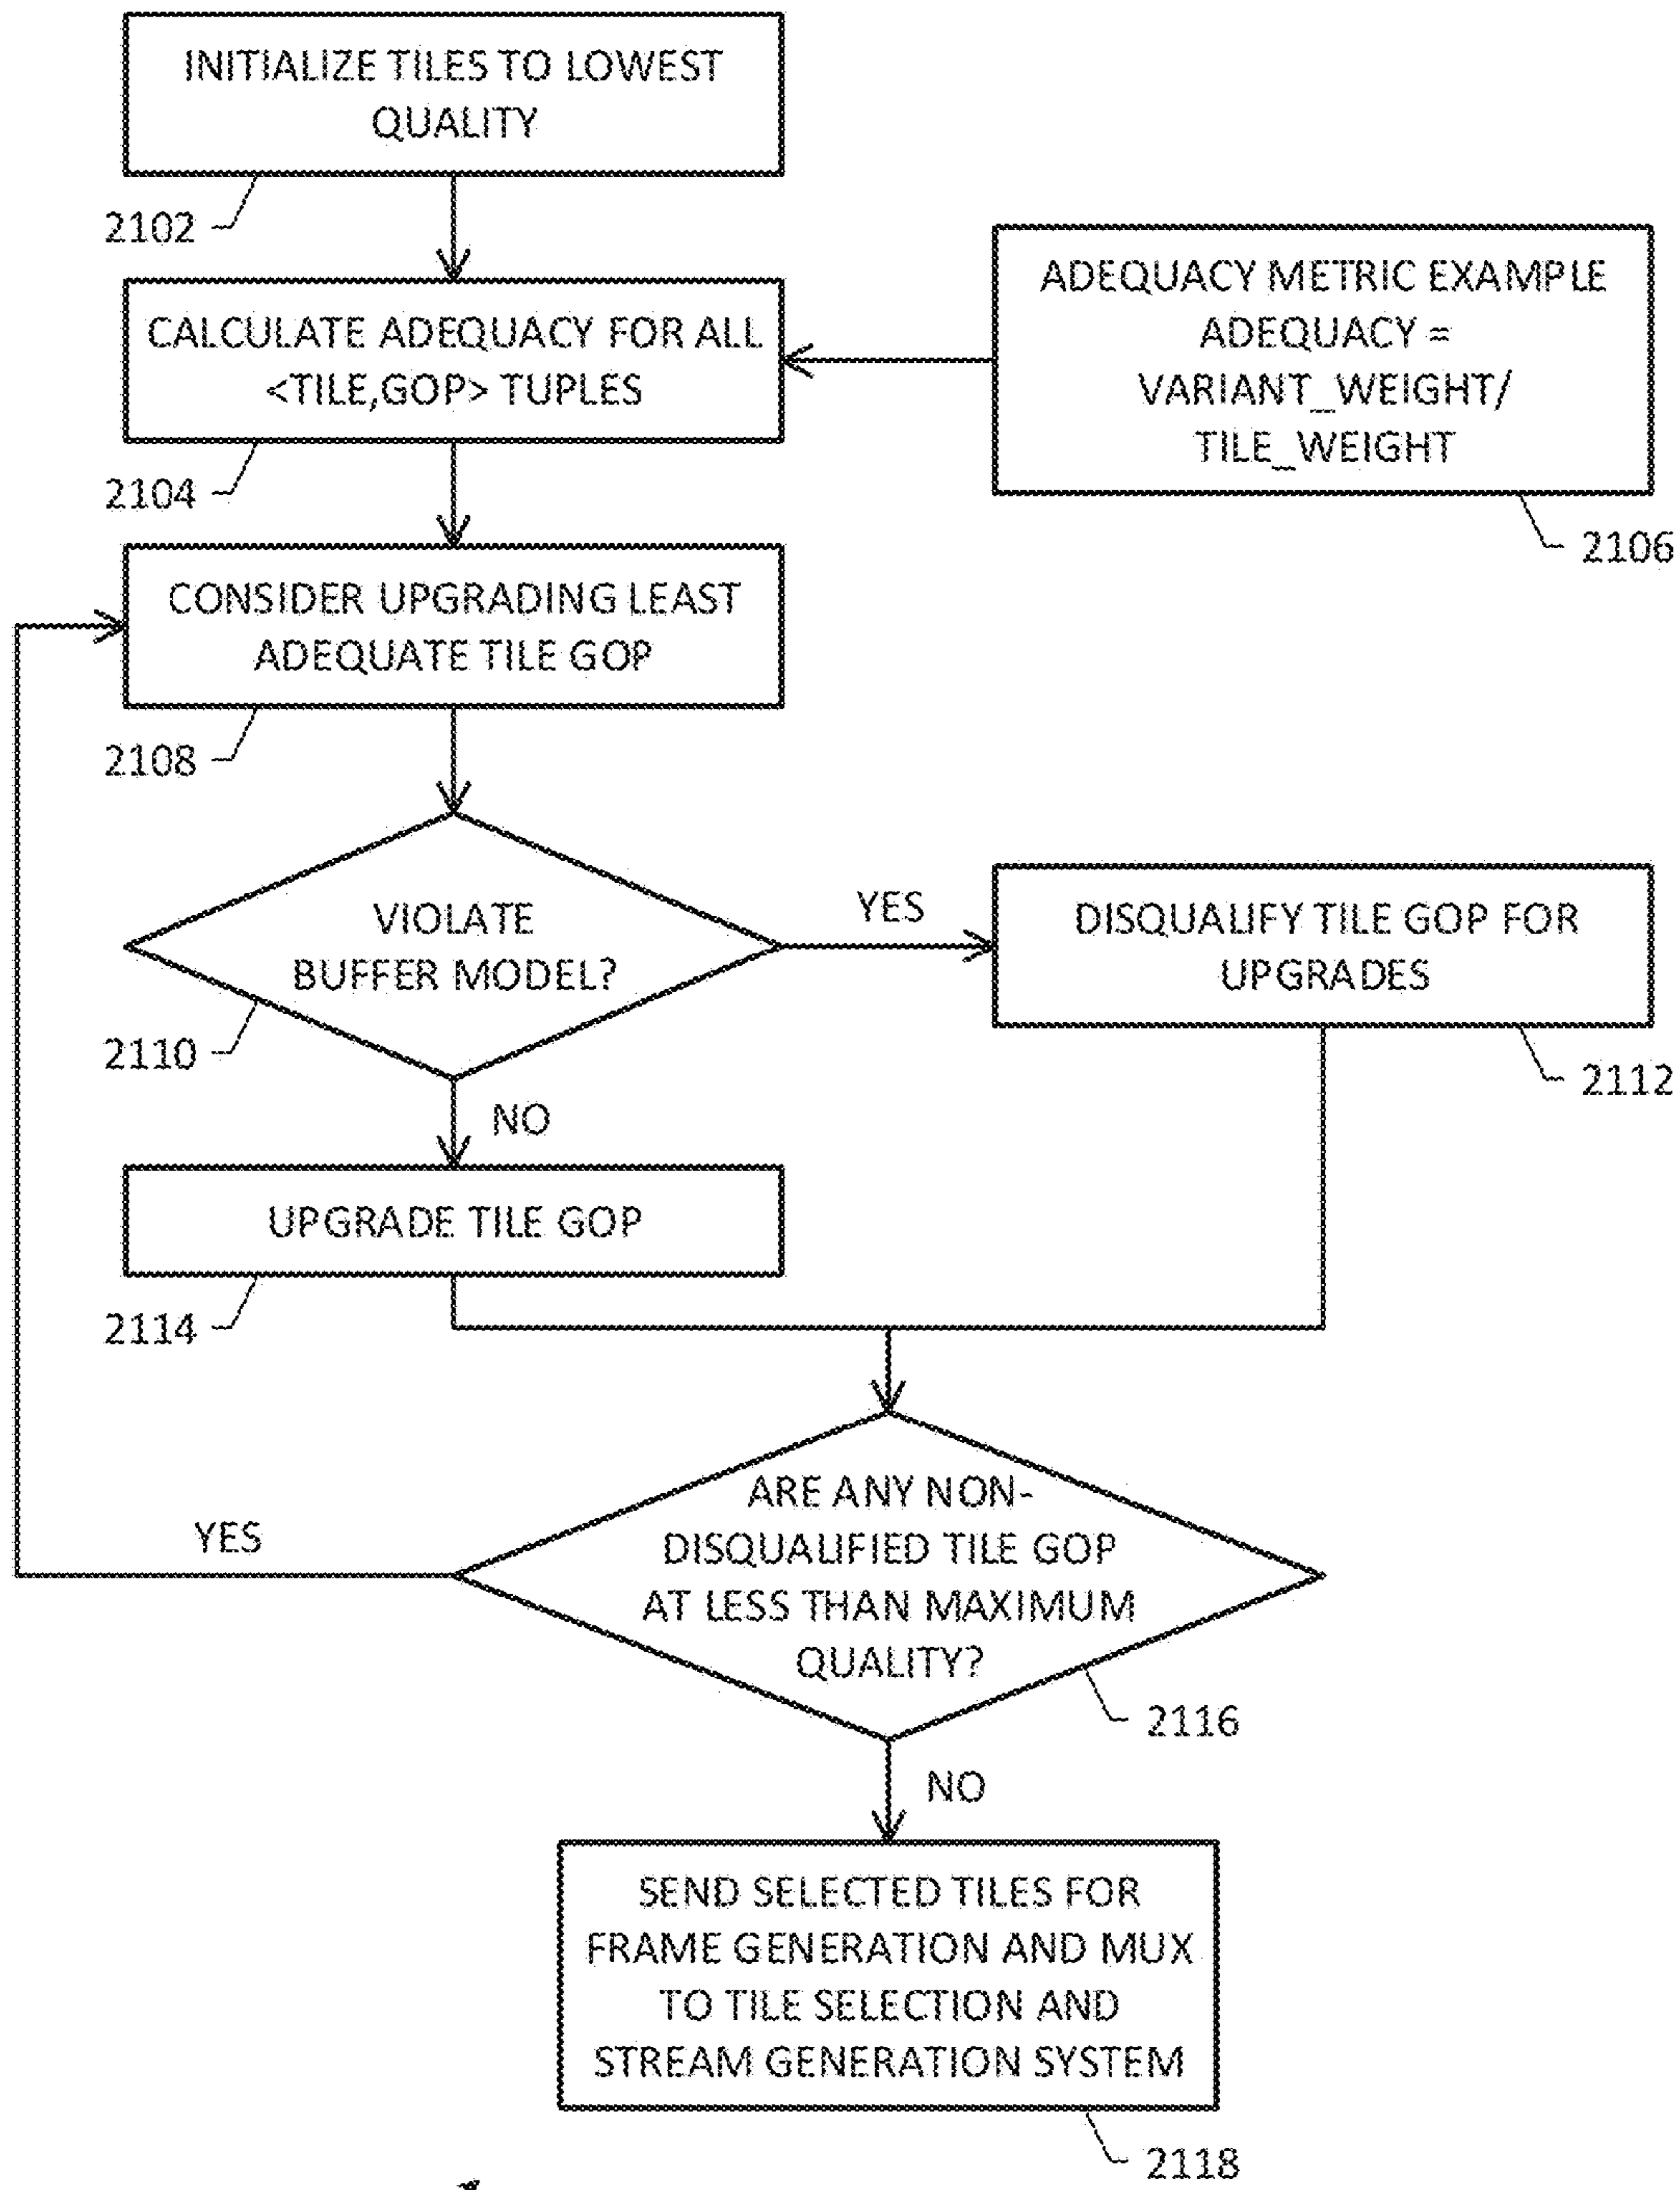 INITIALIZE TILES TO LOWEST
QUALITY
2102
CALCULATE ADEQUACY FOR ALL
<TILE,GOP> TUPLES
2104
ADEQUACY METRIC EXAMPLE
ADEQUACY =
VARIANT_WEIGHT/
TILE_WEIGHT
2106
CONSIDER UPGRADING LEAST
ADEQUATE TILE GOP
2108
VIOLATE
BUFFER MODEL?
2110
YES
DISQUALIFY TILE GOP FOR
UPGRADES
2112
NO
UPGRADE TILE GOP
2114
ARE ANY NON-
DISQUALIFIED TILE GOP
AT LESS THAN MAXIMUM
QUALITY?
2116
YES
NO
SEND SELECTED TILES FOR
FRAME GENERATION AND MUX
TO TILE SELECTION AND
STREAM GENERATION SYSTEM
2118